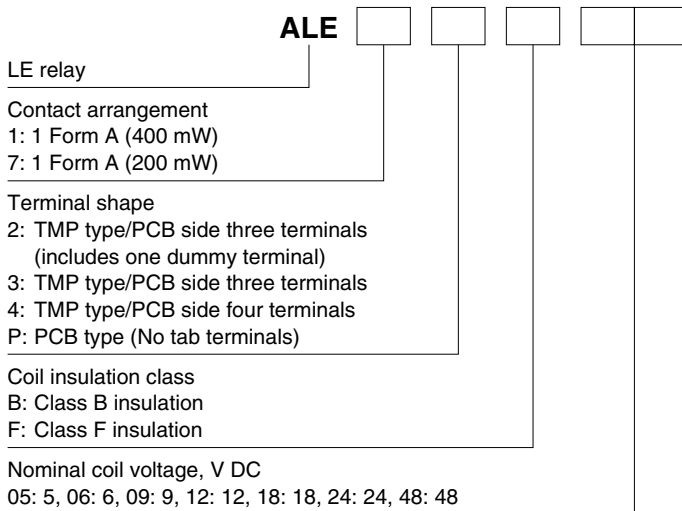 ALE
LE relay
Contact arrangement
1: 1 Form A (400 mW)
7: 1 Form A (200 mW)
Terminal shape
2: TMP type/PCB side three terminals
(includes one dummy terminal)
3: TMP type/PCB side three terminals
4: TMP type/PCB side four terminals
P: PCB type (No tab terminals)
Coil insulation class
B: Class B insulation
F: Class F insulation
Nominal coil voltage, V DC
05: 5, 06: 6, 09: 9, 12: 12, 18: 18, 24: 24, 48: 48